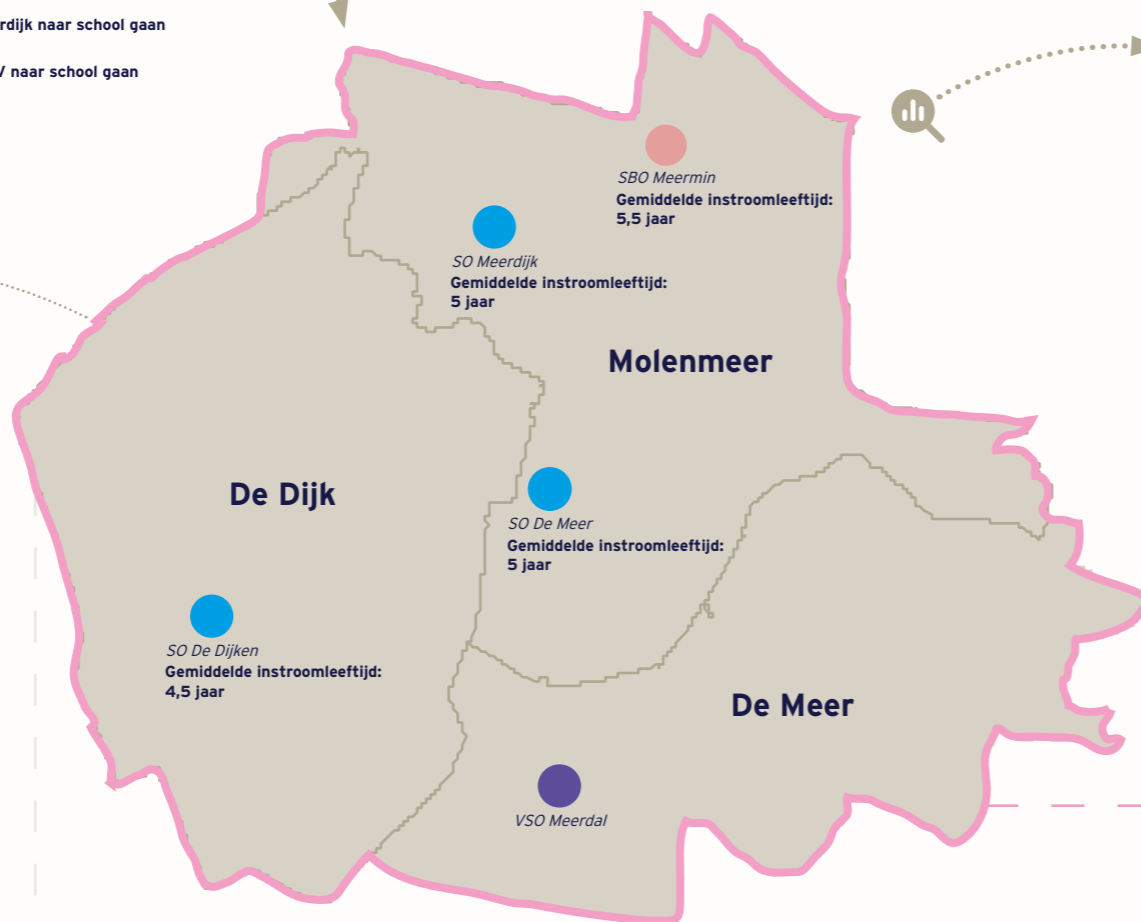 rdijk naar school gaan
V naar school gaan
SBO Meermin
Gemiddelde instroomleeftijd:
5,5 jaar
SO Meerdijk
Gemiddelde instroomleeftijd:
5 jaar
Molenmeer
De Dijk
SO De Meer
Gemiddelde instroomleeftijd:
5 jaar
SO De Dijken
Gemiddelde instroomleeftijd:
4,5 jaar
De Meer
VSO Meerdal